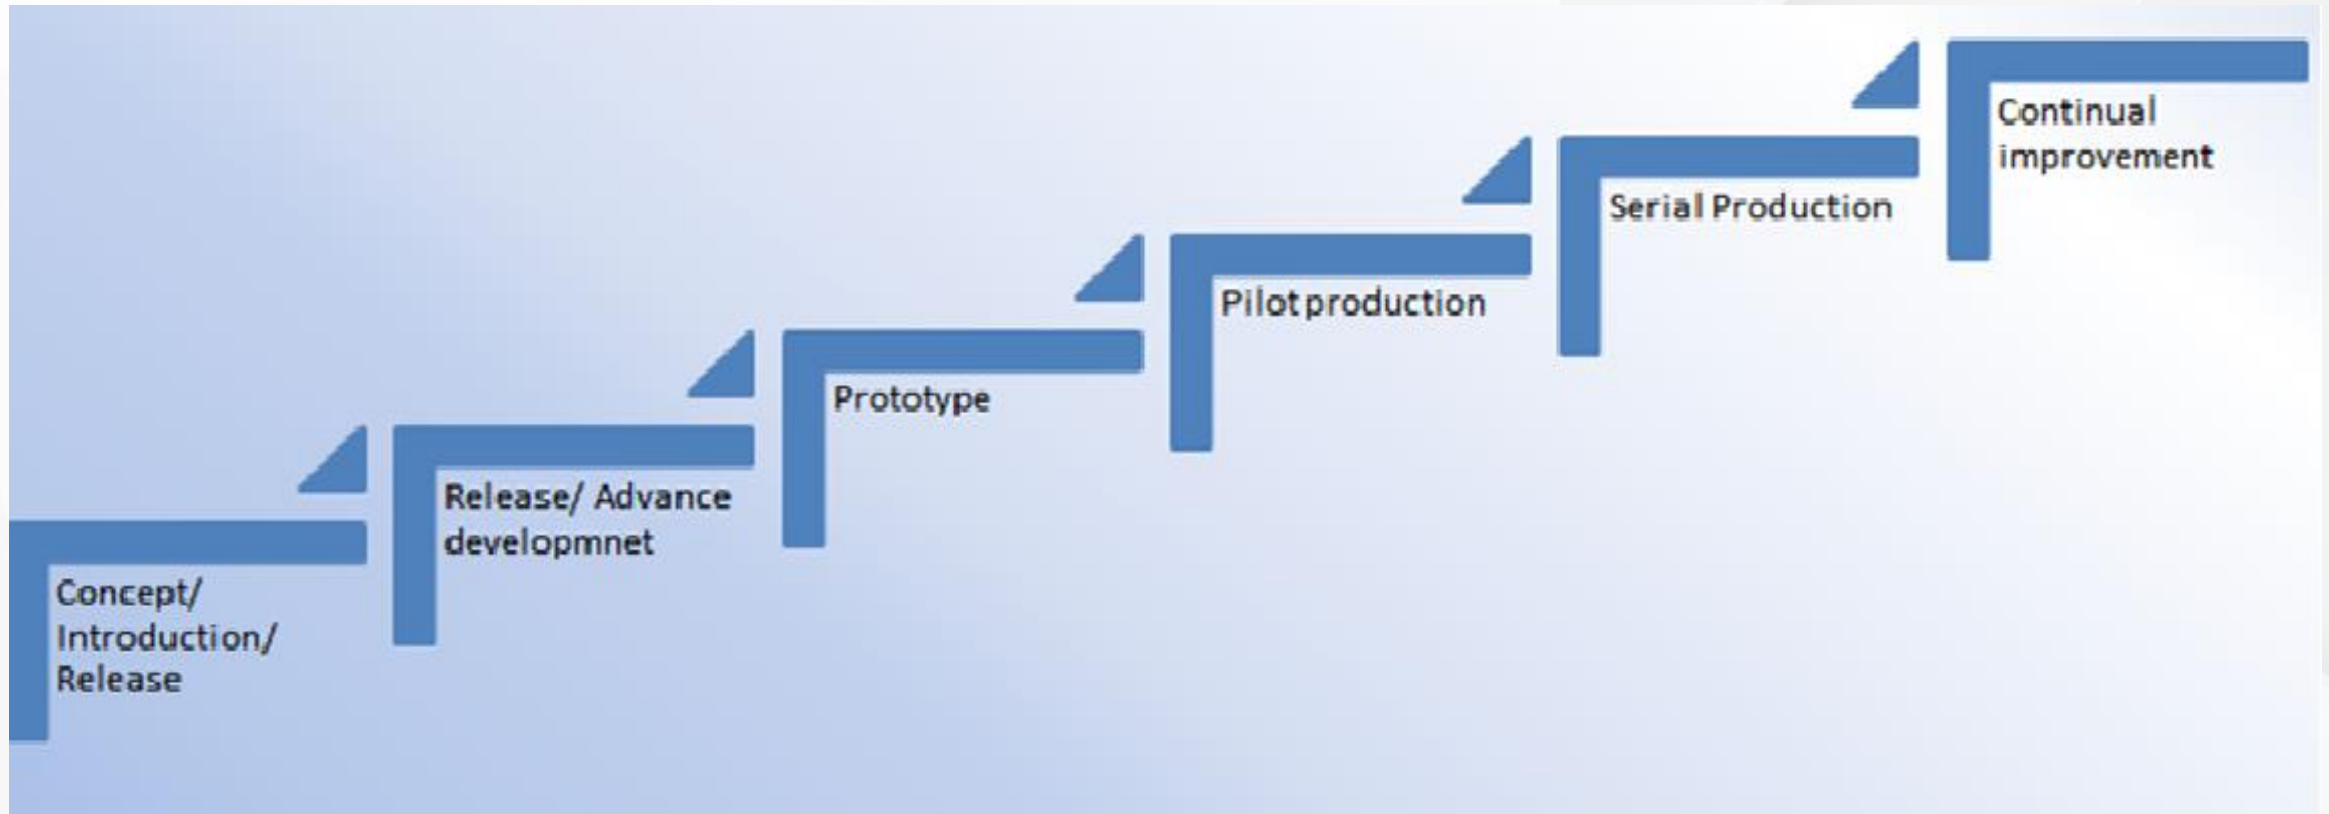 Concept/
Introduction/
Release
Release/ Advance
developmnet
Prototype
Pilot production
Serial Production
Continual
improvement